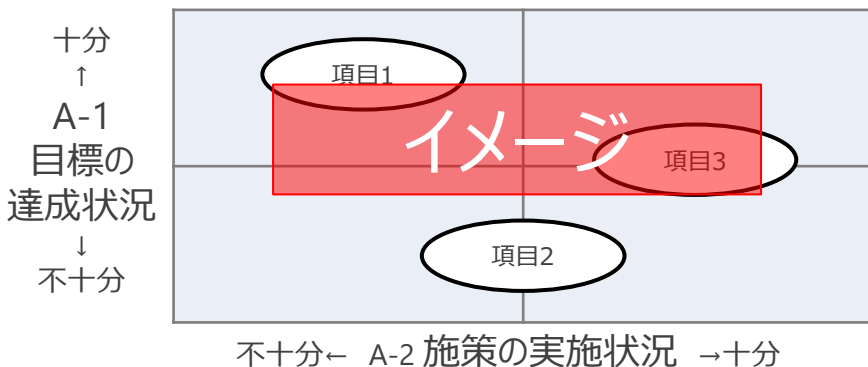 十分
↑
A-1
目標の
達成状況
↓
不十分
項目1
イメージ
項目3
項目2
不十分← A-2 施策の実施状況 →十分